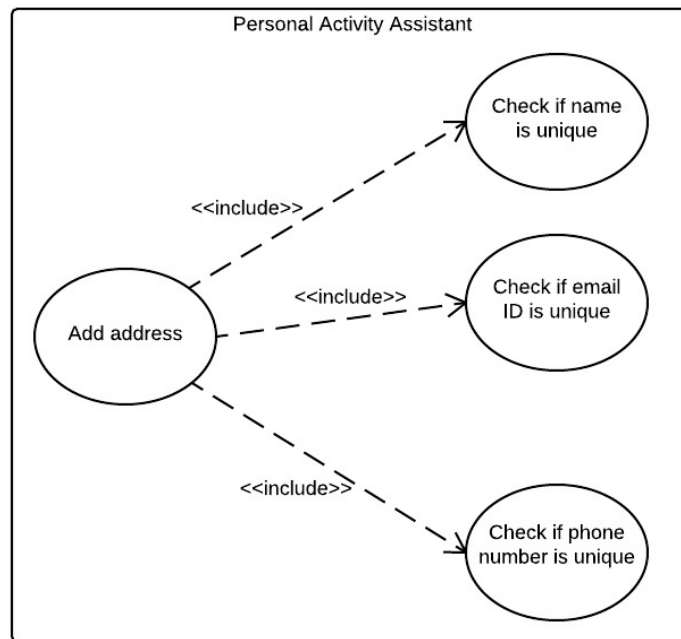 Personal Activity Assistant
Check if name
is unique
<<include>>
<<include>>
Check if email
ID is unique
Add address
<<include>>
Check if phone
number is unique